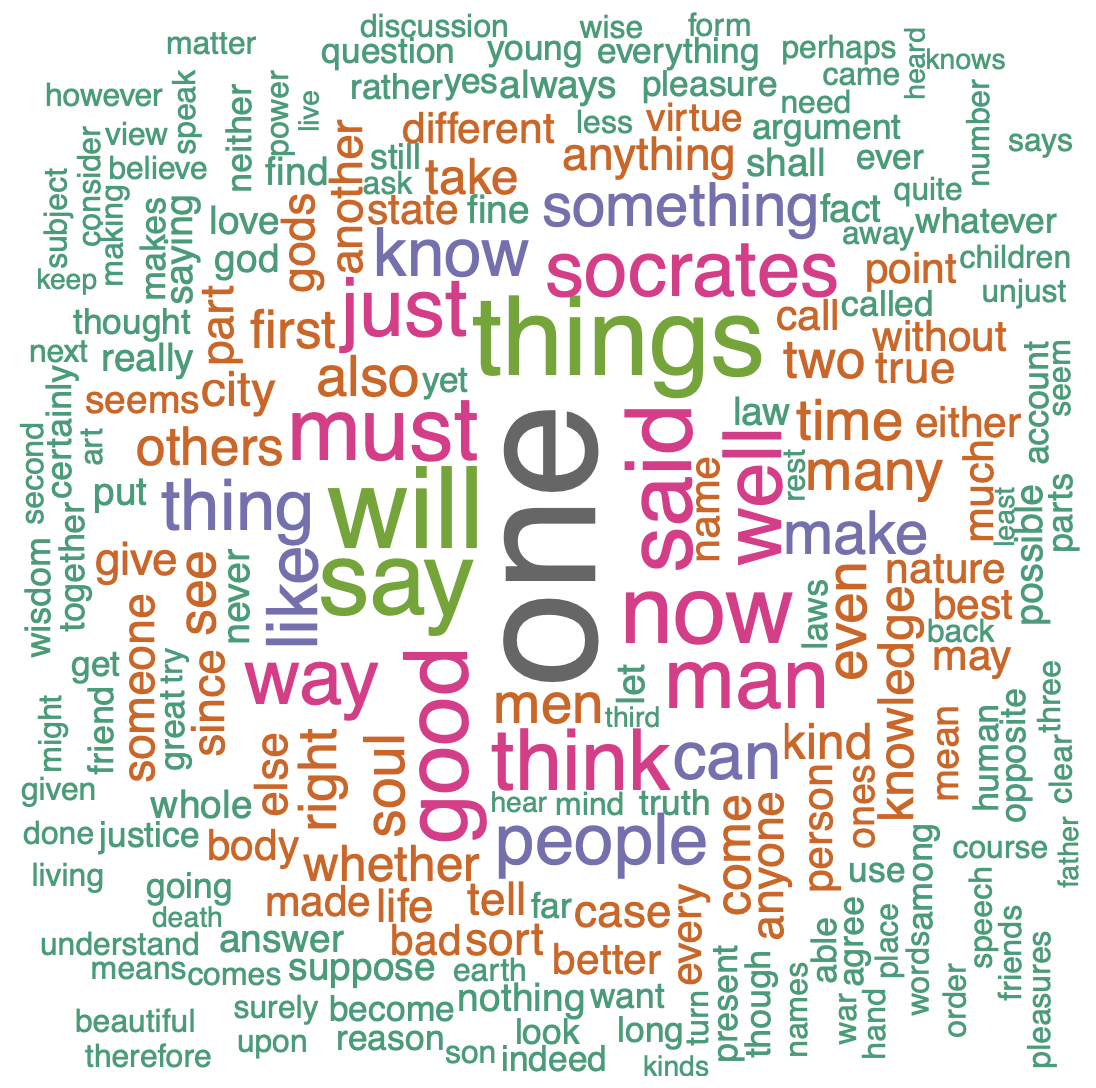 discussion wise form
matter question young everything perhaps heard knows
however speak power live rather yes always pleasure came
neither need number
consider view different less virtue argument says
believe find another still anything shall ever
subject making makes saying ask take quite
love gods state fine something fact whatever
keep god know away children
socrates point unjust
part just things call called
thought first without
next really also yet two true account seem
certainly seems city must law time either
second art others one said well rest
put thing will name many much least parts
wisdom together like make possible
give see never say nature
someone now laws even knowledge best
back
get try since way good let man may
might friend great men third three
else right soul think can kind mean human opposite clear
given whole hear mind truth person ones
done justice body people come anyone course father
living whether use among
going made life tell far case every speech
death
understand answer bad sort better able agree place words friends pleasures
means comes suppose earth present though
surely become nothing want turn names war hand order
beautiful upon reason look long
therefore son indeed kinds